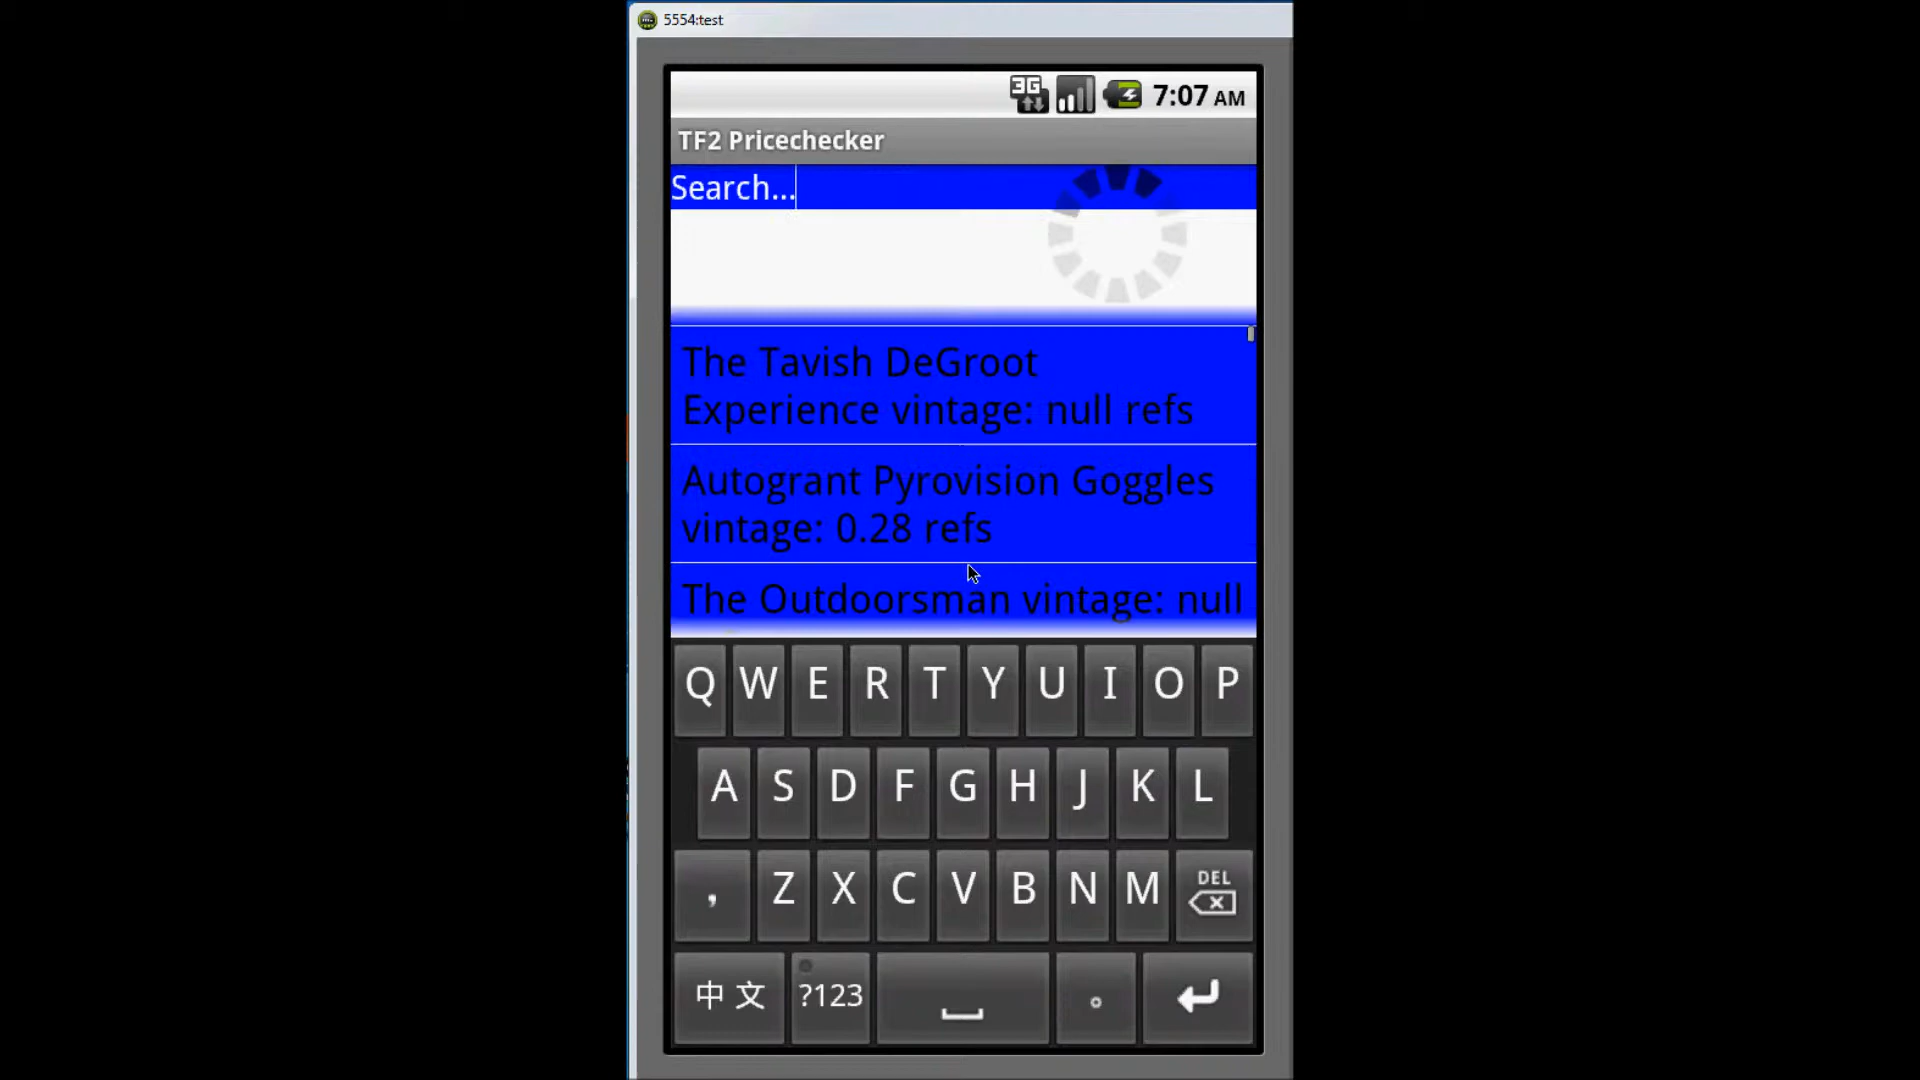 5554:test
3G 7:07 AM
TF2 Pricechecker
Search...
The Tavish DeGroot
Experience vintage: null refs
Autogrant Pyrovision Goggles
vintage: 0.28 refs
The Outdoorsman vintage: null
Q W E R T Y U I O P
A S D F G H J K L
, Z X C V B N M DEL
中文 ?123 。